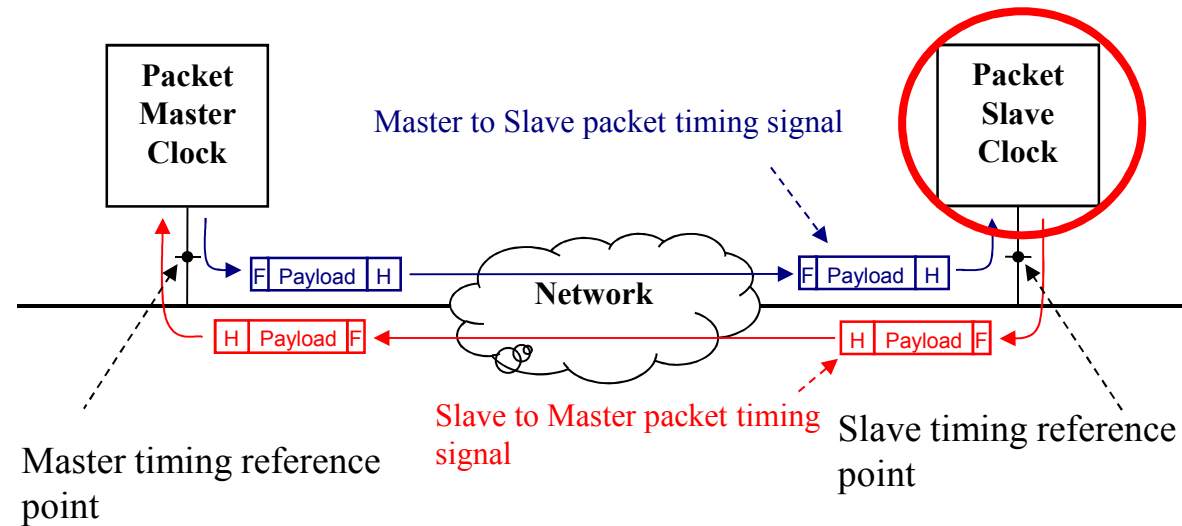 Packet
Master
Clock
Packet
Slave
Clock
Master to Slave packet timing signal
F Payload H
F Payload H
Network
H Payload F
H Payload F
Slave to Master packet timing
signal
Slave timing reference
point
Master timing reference
point